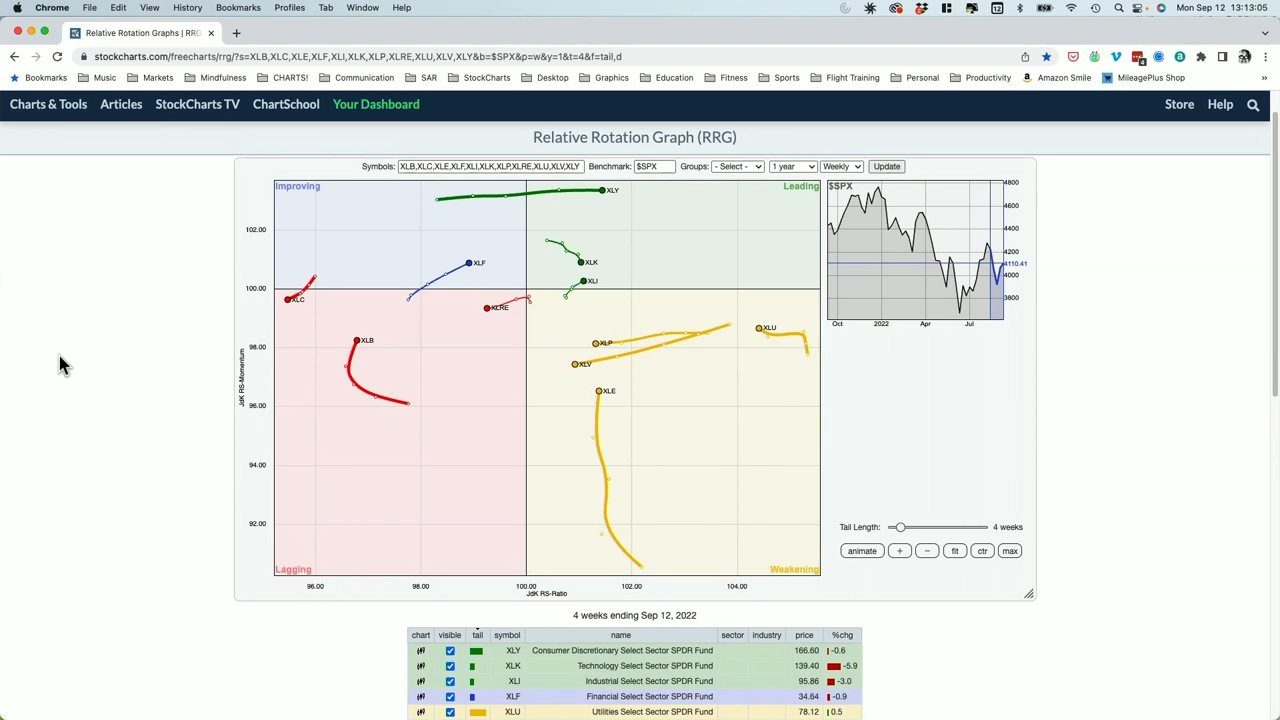 Chrome File Edit View History Bookmarks Profiles Tab Window Help Mon Sep 12 13:13:05
Relative Rotation Graphs | RRG
stockcharts.com/freecharts/rrg/?s=XLB,XLC,XLE,XLF,XLI,XLK,XLP,XLRE,XLU,XLV,XLY&b=$SPX&p=w&y=1&t=4&f=tail,d
Bookmarks Music Markets Mindfulness CHARTS! Communication SAR StockCharts Desktop Graphics Education Fitness Sports Flight Training Personal Productivity Amazon Smile MileagePlus Shop »
Charts & Tools Articles StockCharts TV ChartSchool Your Dashboard Store Help
Relative Rotation Graph (RRG)
Symbols: XLB,XLC,XLE,XLF,XLI,XLK,XLP,XLRE,XLU,XLV,XLY Benchmark: $SPX Groups: - Select - 1 year Weekly Update
Improving Leading
XLY
XLK
XLF
XLI
XLC
XLRE
XLB
XLU
XLP
XLV
XLE
Lagging Weakening
102.00
100.00
98.00
96.00
94.00
92.00
JdK RS-Momentum
96.00 98.00 100.00 102.00 104.00
JdK RS-Ratio
$SPX
4800
4600
4400
4200
4110.41
4000
3800
Oct 2022 Apr Jul
Tail Length: 4 weeks
animate + − fit ctr max
4 weeks ending Sep 12, 2022
chart visible tail symbol name sector industry price %chg
XLY Consumer Discretionary Select Sector SPDR Fund 166.60 -0.6
XLK Technology Select Sector SPDR Fund 139.40 -5.9
XLI Industrial Select Sector SPDR Fund 95.86 -3.0
XLF Financial Select Sector SPDR Fund 34.64 -0.9
XLU Utilities Select Sector SPDR Fund 78.12 0.5